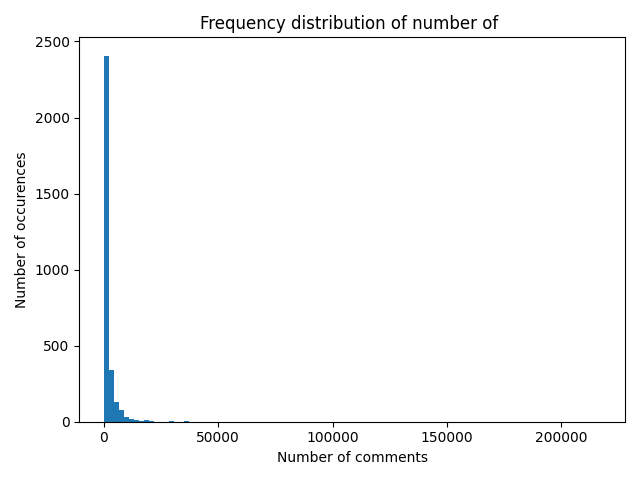 Frequency distribution of number of
2500
2000
1500
1000
500
0
Number of occurences
0 50000 100000 150000 200000
Number of comments